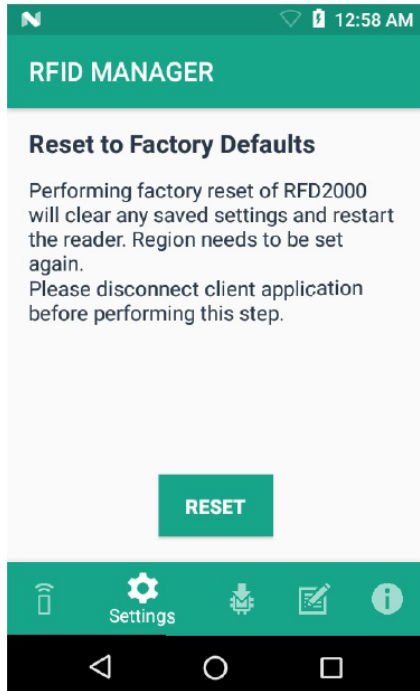 12:58 AM
RFID MANAGER
Reset to Factory Defaults
Performing factory reset of RFD2000
will clear any saved settings and restart
the reader. Region needs to be set
again.
Please disconnect client application
before performing this step.
RESET
Settings